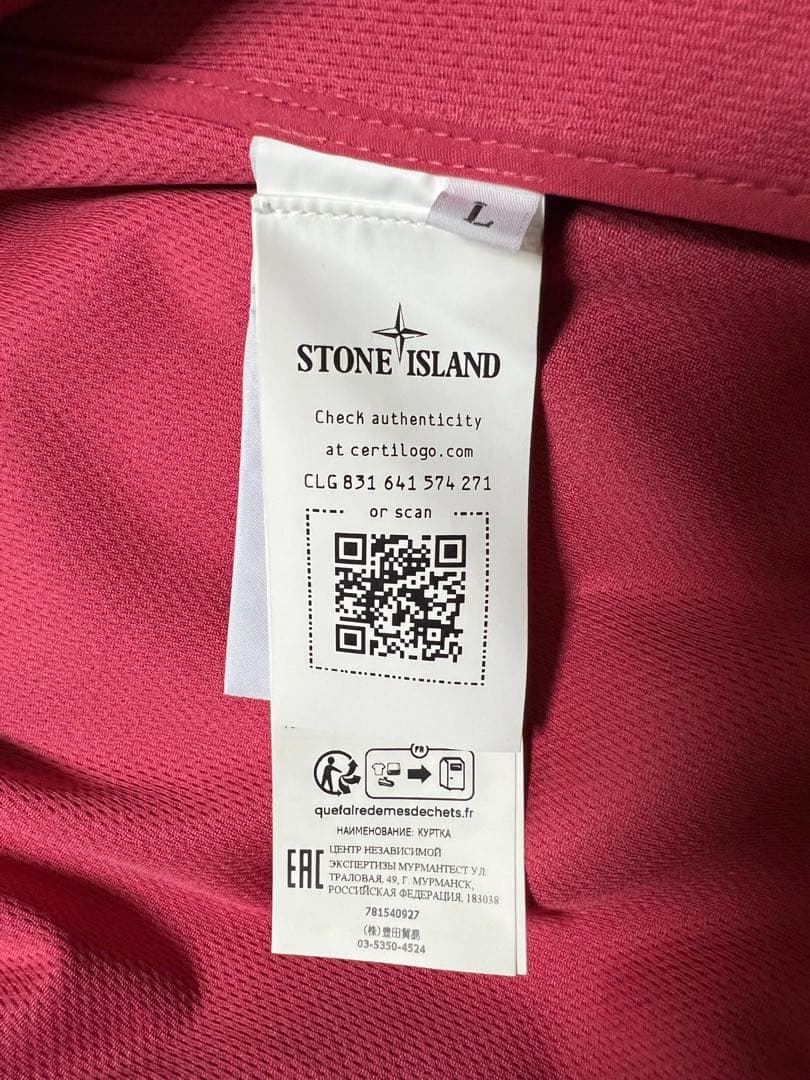 L
STONE ISLAND
Check authenticity
at certilogo.com
CLG 831 641 574 271
or scan
FR
quefairedemesdechets.fr
НАИМЕНОВАНИЕ: КУРТКА
EAC
ЦЕНТР НЕЗАВИСИМОЙ
ЭКСПЕРТИЗЫ МУРМАНТЕСТ УЛ.
ТРАЛОВАЯ, 49, Г. МУРМАНСК,
РОССИЙСКАЯ ФЕДЕРАЦИЯ, 183038
781540927
(株)豊田貿易
03-5350-4524